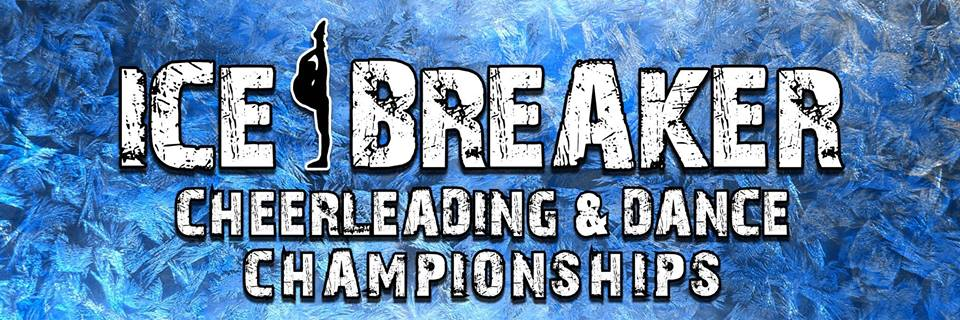 ICE BREAKER
CHEERLEADING & DANCE
CHAMPIONSHIPS